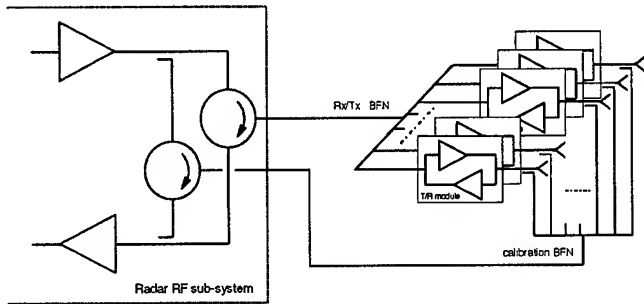 Rx/Tx BFN
T/R module
calibration BFN
Radar RF sub-system